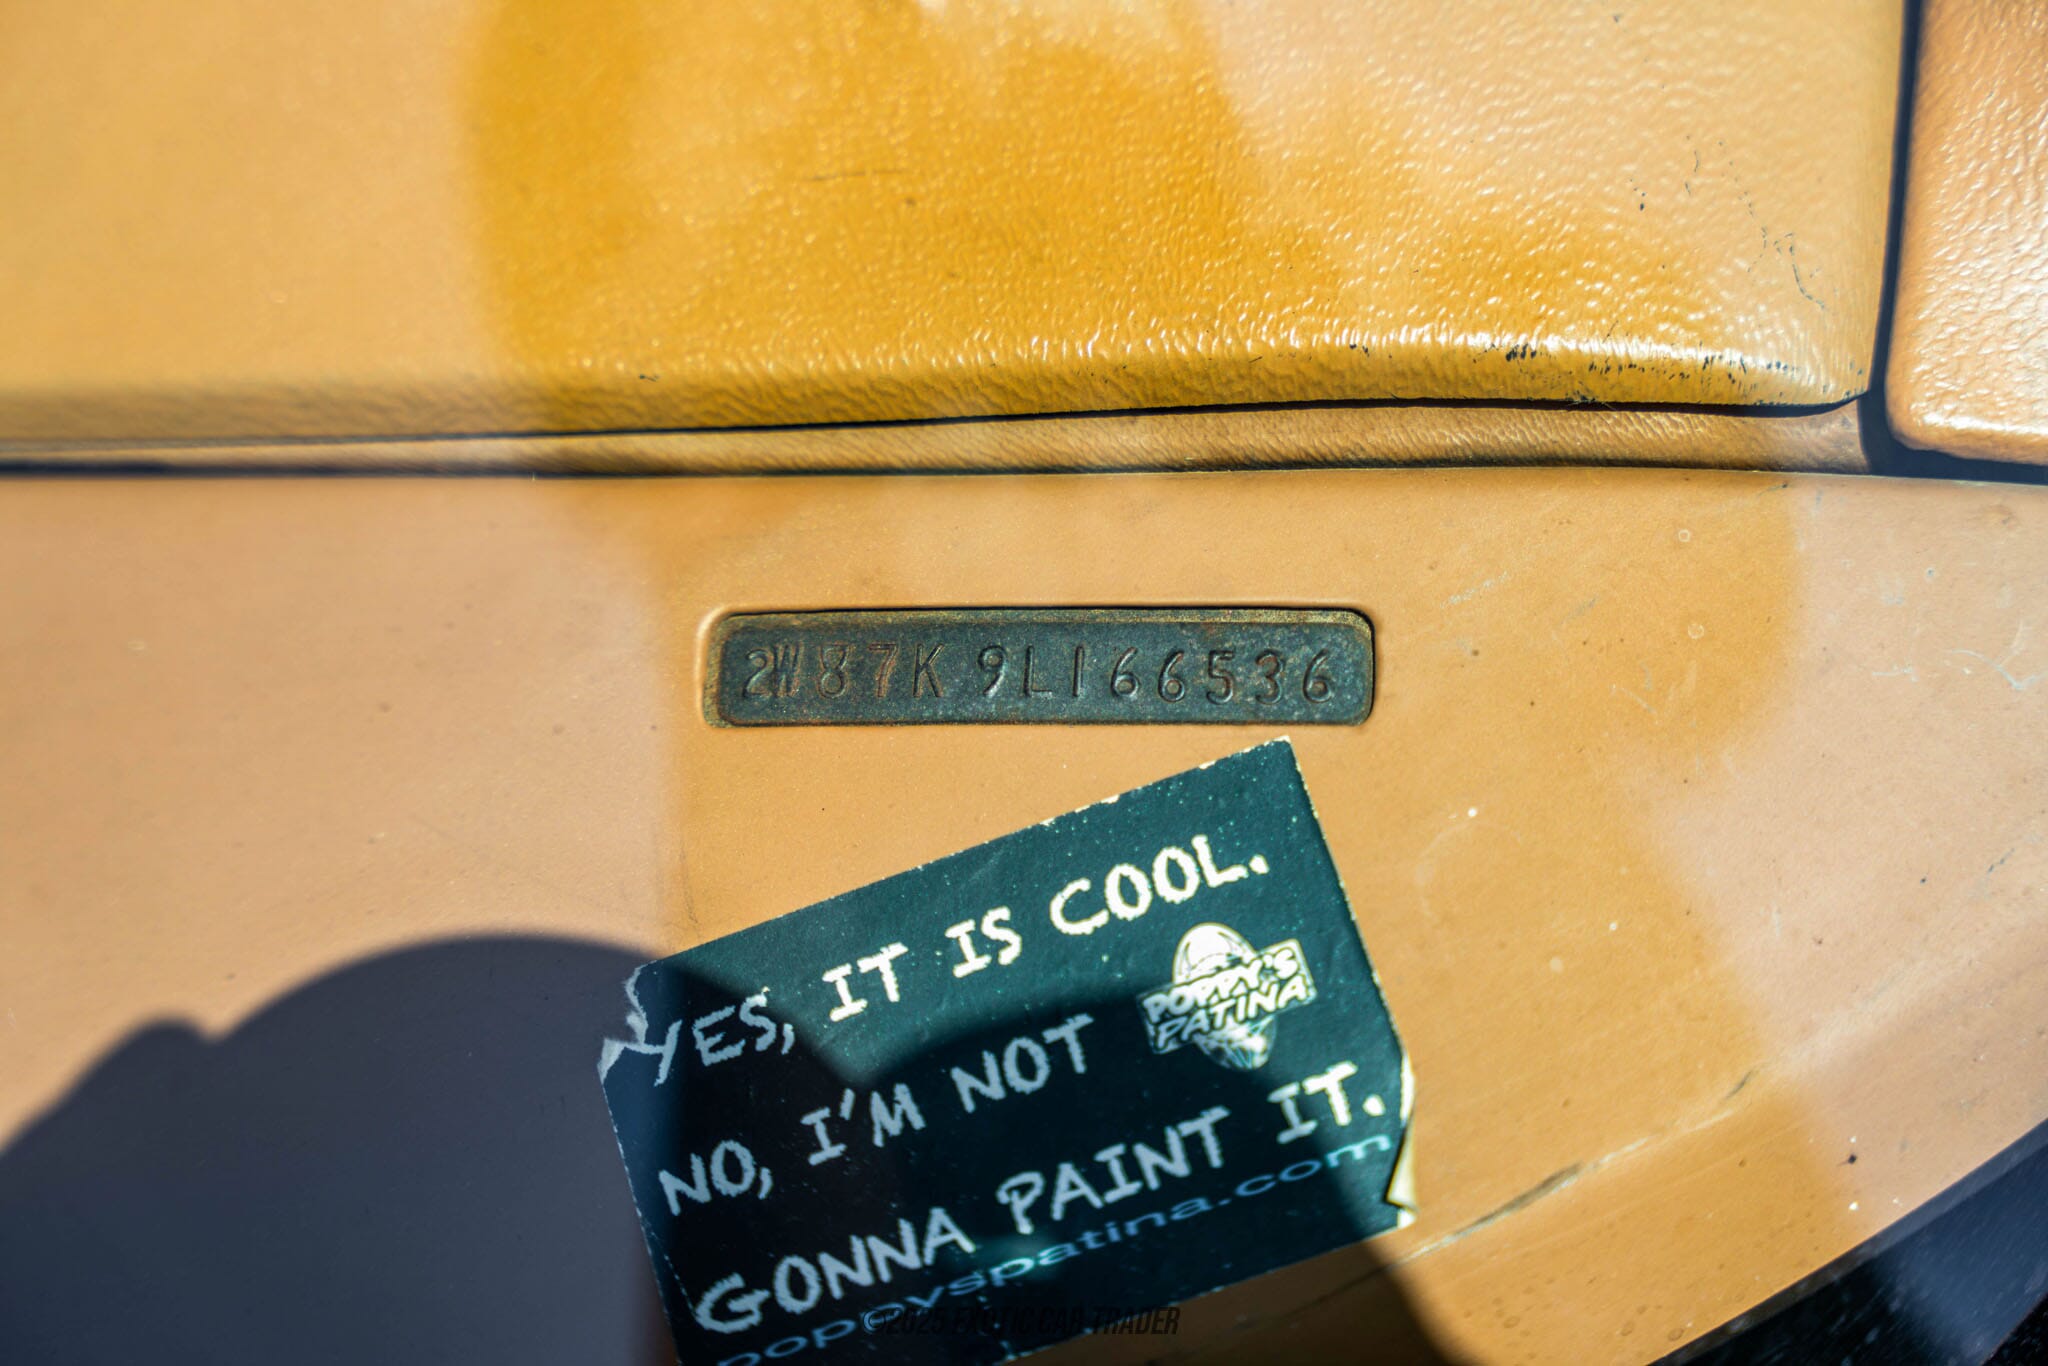 2W87K9L166536
YES, IT IS COOL.
POPPY'S
PATINA
NO, I'M NOT
GONNA PAINT IT.
poppyspatina.com
©2025 EXOTIC CAR TRADER